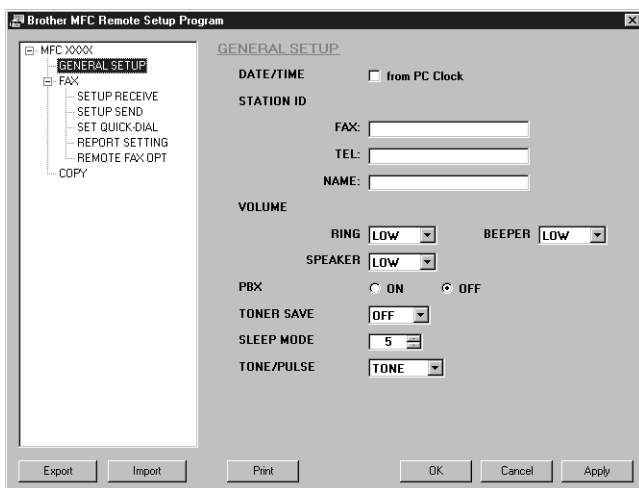 Brother MFC Remote Setup Program
MFC XXXX
GENERAL SETUP
FAX
SETUP RECEIVE
SETUP SEND
SET QUICK-DIAL
REPORT SETTING
REMOTE FAX OPT
COPY
GENERAL SETUP
DATE/TIME from PC Clock
STATION ID
FAX:
TEL:
NAME:
VOLUME
RING LOW BEEPER LOW
SPEAKER LOW
PBX ON OFF
TONER SAVE OFF
SLEEP MODE 5
TONE/PULSE TONE
Export Import Print OK Cancel Apply